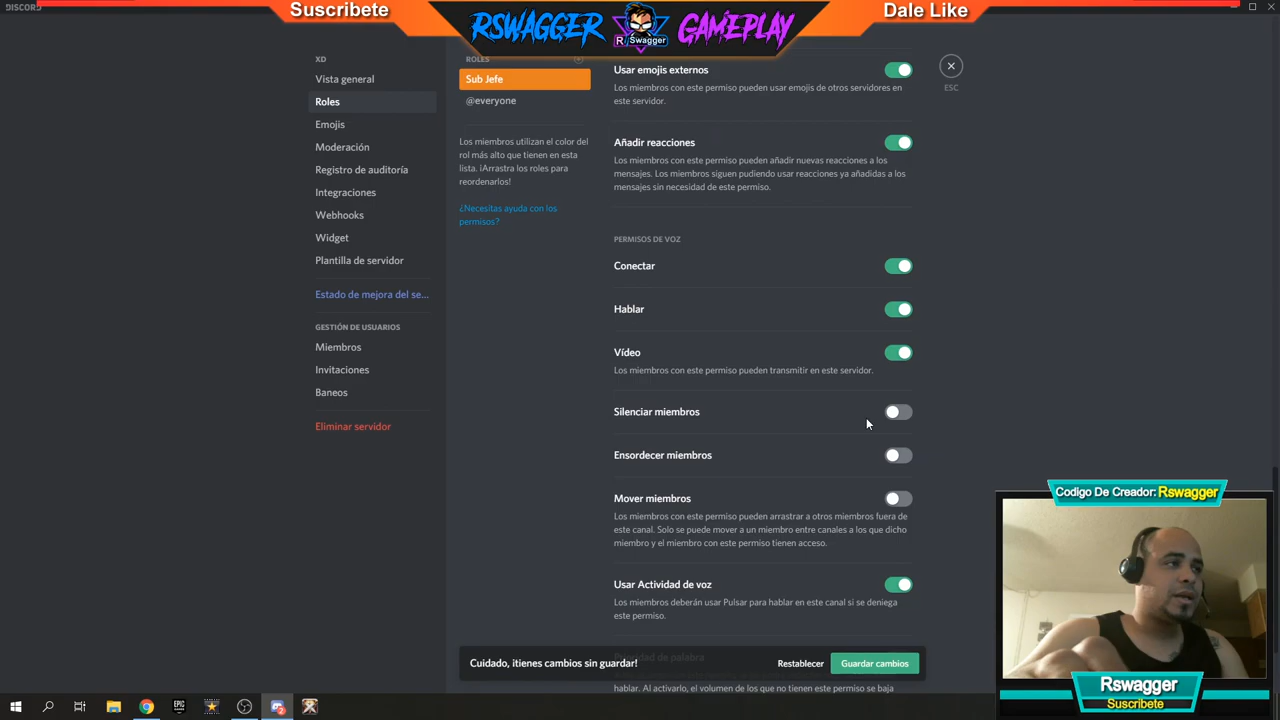 DISCORD
Suscribete
RSWAGGER
R/Swagger
GAMEPLAY
Dale Like
XD
Vista general
Roles
Emojis
Moderación
Registro de auditoría
Integraciones
Webhooks
Widget
Plantilla de servidor
Estado de mejora del se...
GESTIÓN DE USUARIOS
Miembros
Invitaciones
Baneos
Eliminar servidor
ROLES
Sub Jefe
@everyone
Los miembros utilizan el color del
rol más alto que tienen en esta
lista. ¡Arrastra los roles para
reordenarlos!
¿Necesitas ayuda con los
permisos?
Usar emojis externos
Los miembros con este permiso pueden usar emojis de otros servidores en
este servidor.
Añadir reacciones
Los miembros con este permiso pueden añadir nuevas reacciones a los
mensajes. Los miembros siguen pudiendo usar reacciones ya añadidas a los
mensajes sin necesidad de este permiso.
PERMISOS DE VOZ
Conectar
Hablar
Vídeo
Los miembros con este permiso pueden transmitir en este servidor.
Silenciar miembros
Ensordecer miembros
Mover miembros
Los miembros con este permiso pueden arrastrar a otros miembros fuera de
este canal. Solo se puede mover a un miembro entre canales a los que dicho
miembro y el miembro con este permiso tienen acceso.
Usar Actividad de voz
Los miembros deberán usar Pulsar para hablar en este canal si se deniega
este permiso.
Prioridad de palabra
Cuidado, ¡tienes cambios sin guardar!
Restablecer
Guardar cambios
hablar. Al activarlo, el volumen de los que no tienen este permiso se baja
ESC
Codigo De Creador: Rswagger
Rswagger
Suscribete
EPIC
2